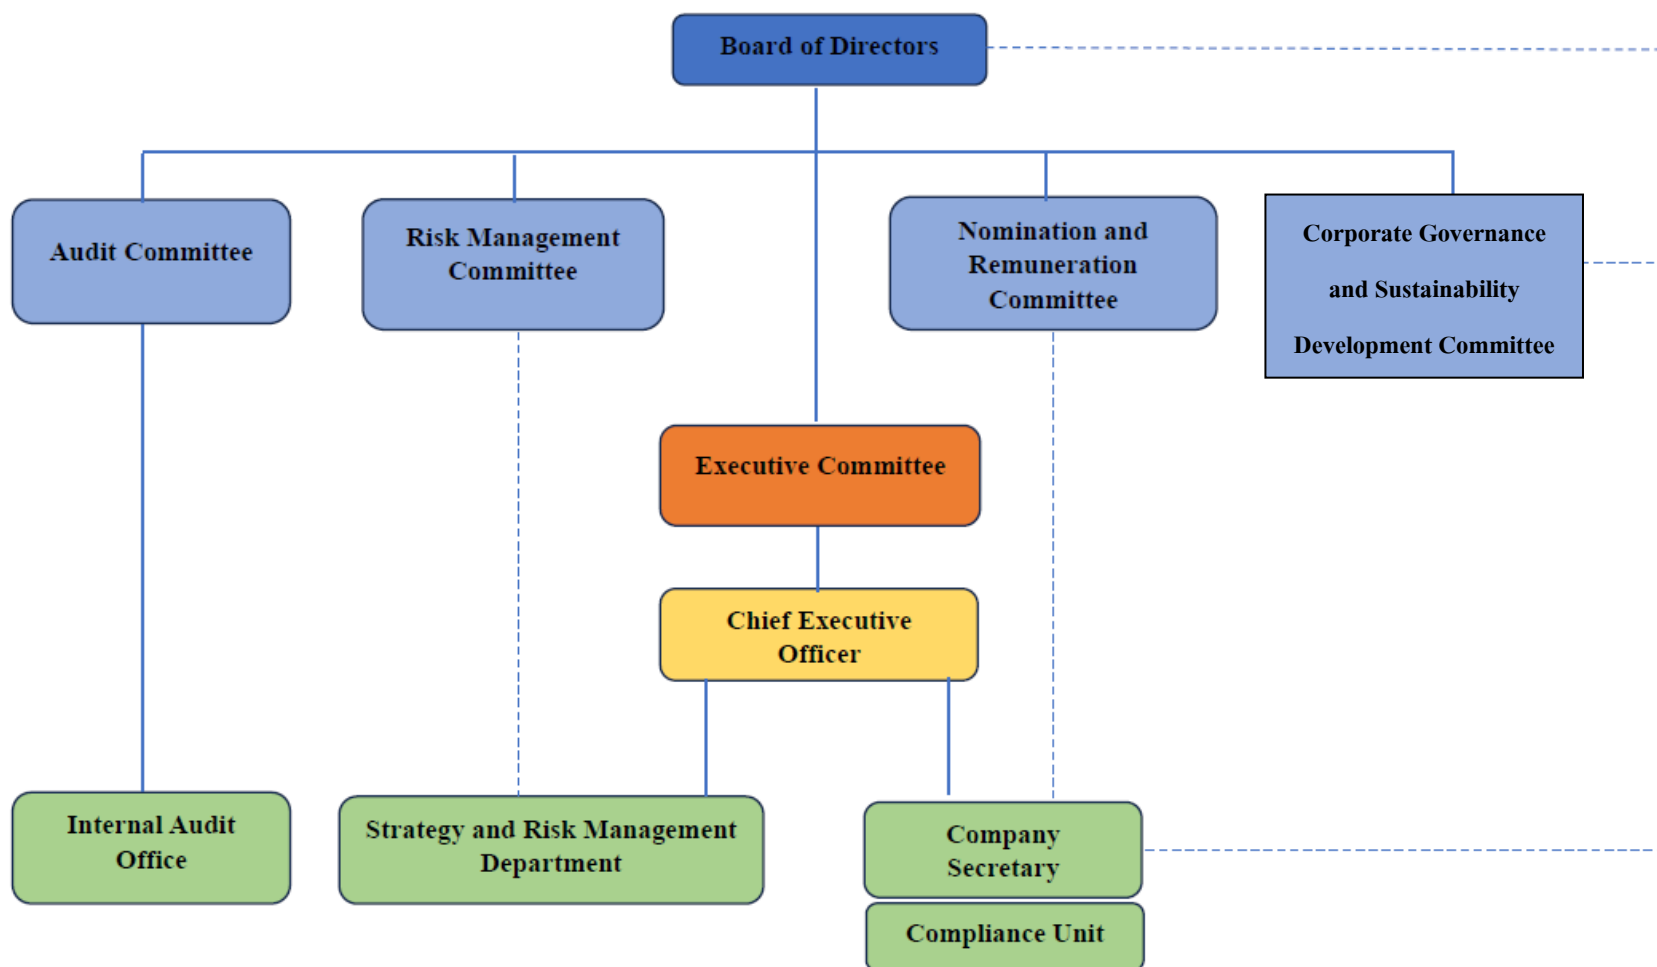 Board of Directors
Audit Committee
Risk Management
Committee
Nomination and
Remuneration
Committee
Corporate Governance
and Sustainability
Development Committee
Executive Committee
Chief Executive
Officer
Internal Audit
Office
Strategy and Risk Management
Department
Company
Secretary
Compliance Unit